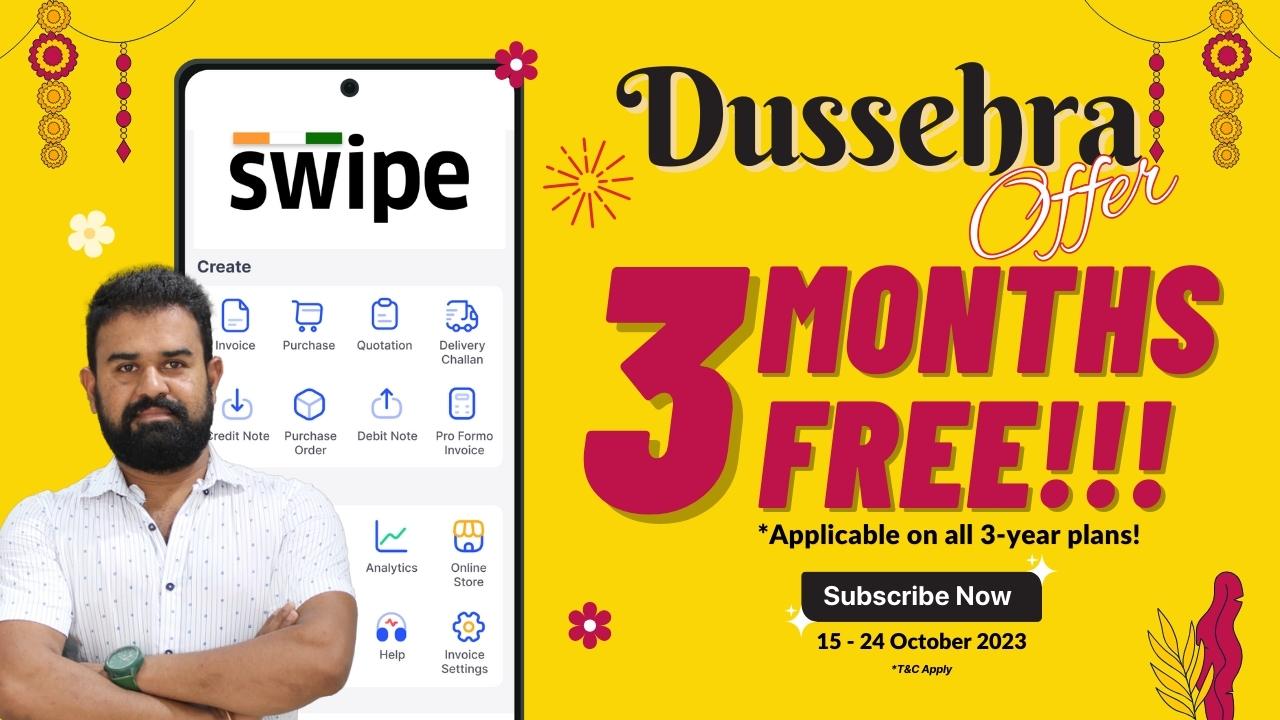 swipe
Create
Invoice
Purchase
Quotation
Delivery
Challan
Credit Note
Purchase
Order
Debit Note
Pro Formo
Invoice
Analytics
Online
Store
Help
Invoice
Settings
Dussehra
Offer
3 MONTHS
FREE!!!
*Applicable on all 3-year plans!
Subscribe Now
15 - 24 October 2023
*T&C Apply